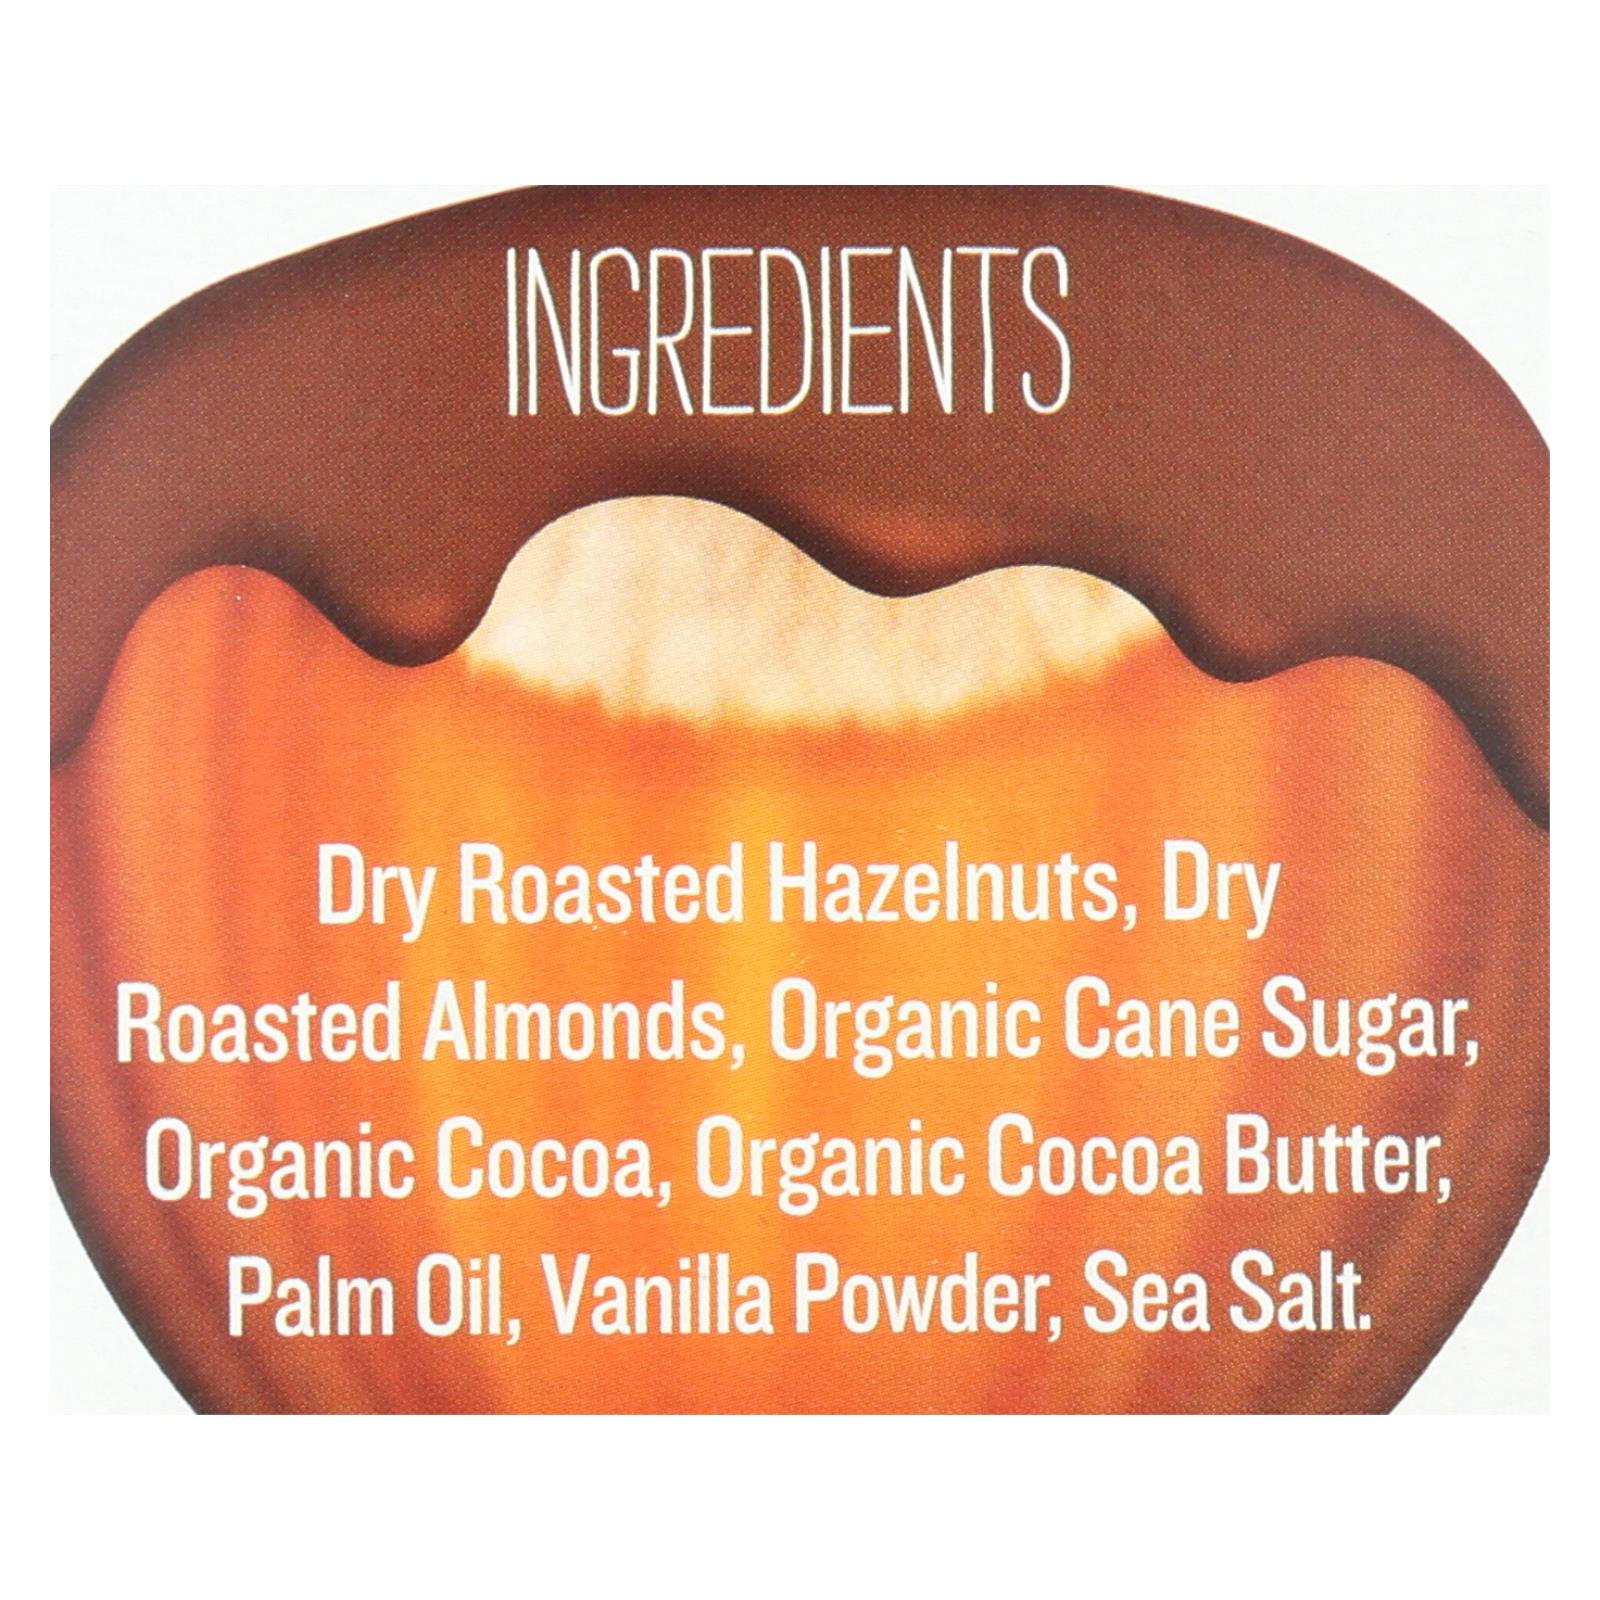 INGREDIENTS
Dry Roasted Hazelnuts, Dry
Roasted Almonds, Organic Cane Sugar,
Organic Cocoa, Organic Cocoa Butter,
Palm Oil, Vanilla Powder, Sea Salt.